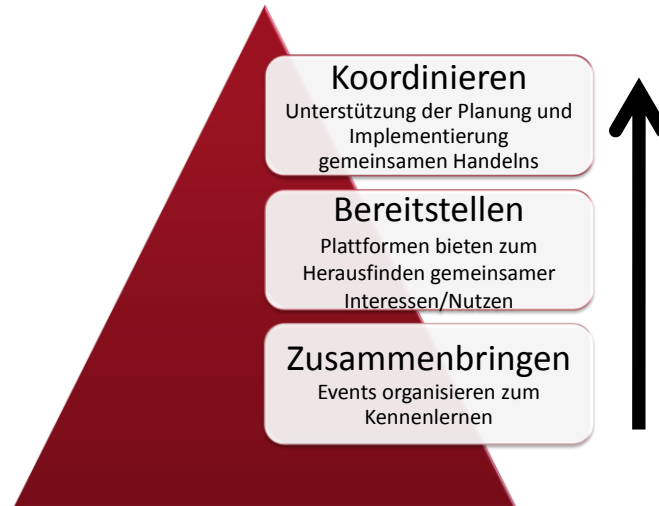 Koordinieren
Unterstützung der Planung und
Implementierung
gemeinsamen Handelns
Bereitstellen
Plattformen bieten zum
Herausfinden gemeinsamer
Interessen/Nutzen
Zusammenbringen
Events organisieren zum
Kennenlernen